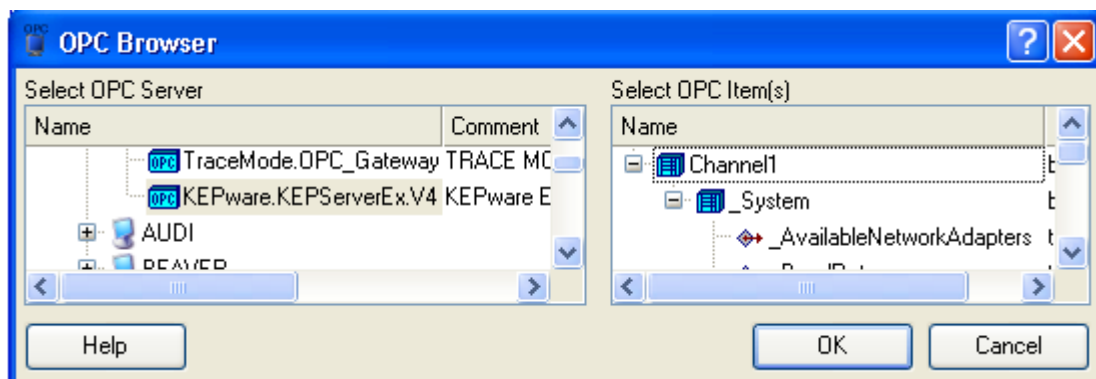 OPC Browser
Select OPC Server
Select OPC Item(s)
Name Comment
Name
TraceMode.OPC_Gateway TRACE MC
Channel1
KEPware.KEPServerEx.V4 KEPware E
_System
AUDI
_AvailableNetworkAdapters
BEAVER
Help
OK
Cancel